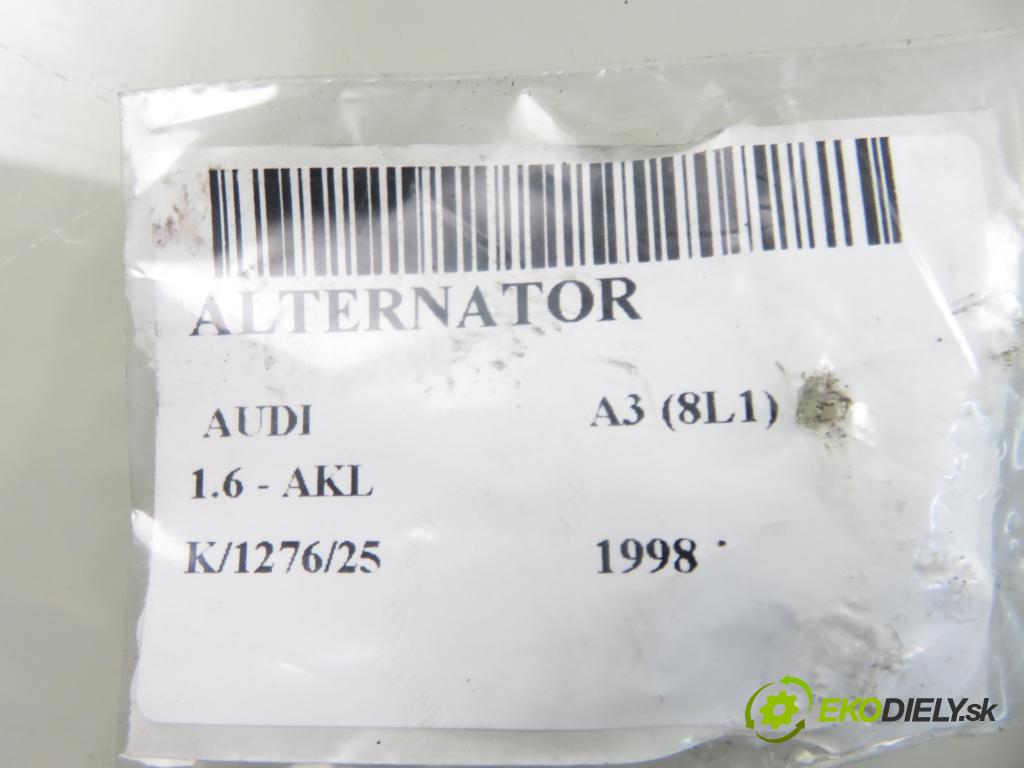 ALTERNATOR
AUDI A3 (8L1)
1.6 - AKL
K/1276/25 1998
EKODIELY.sk